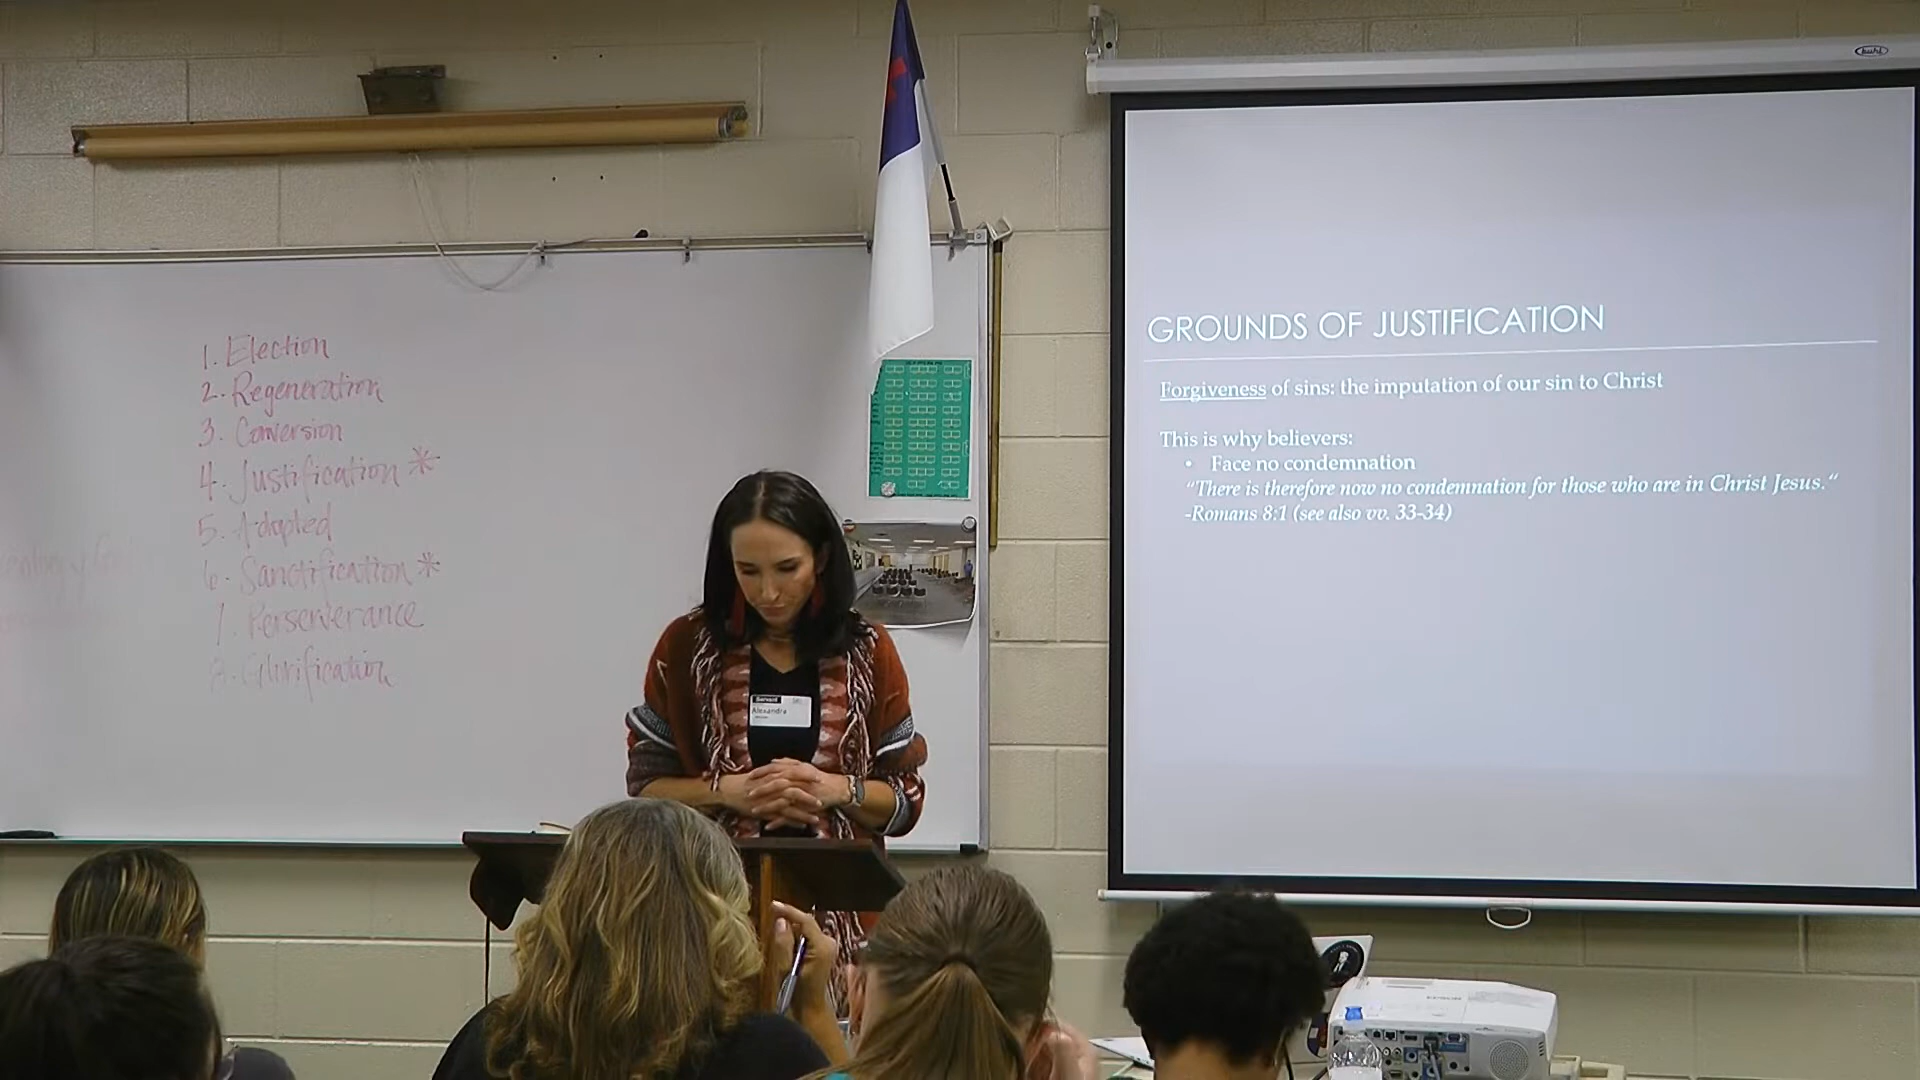 1. Election
2. Regeneration
3. Conversion
4. Justification *
5. Adopted
6. Sanctification *
7. Perserverance
8. Glorification
Alexandra
GROUNDS OF JUSTIFICATION
Forgiveness of sins: the imputation of our sin to Christ
This is why believers:
• Face no condemnation
“There is therefore now no condemnation for those who are in Christ Jesus.“
-Romans 8:1 (see also vv. 33-34)